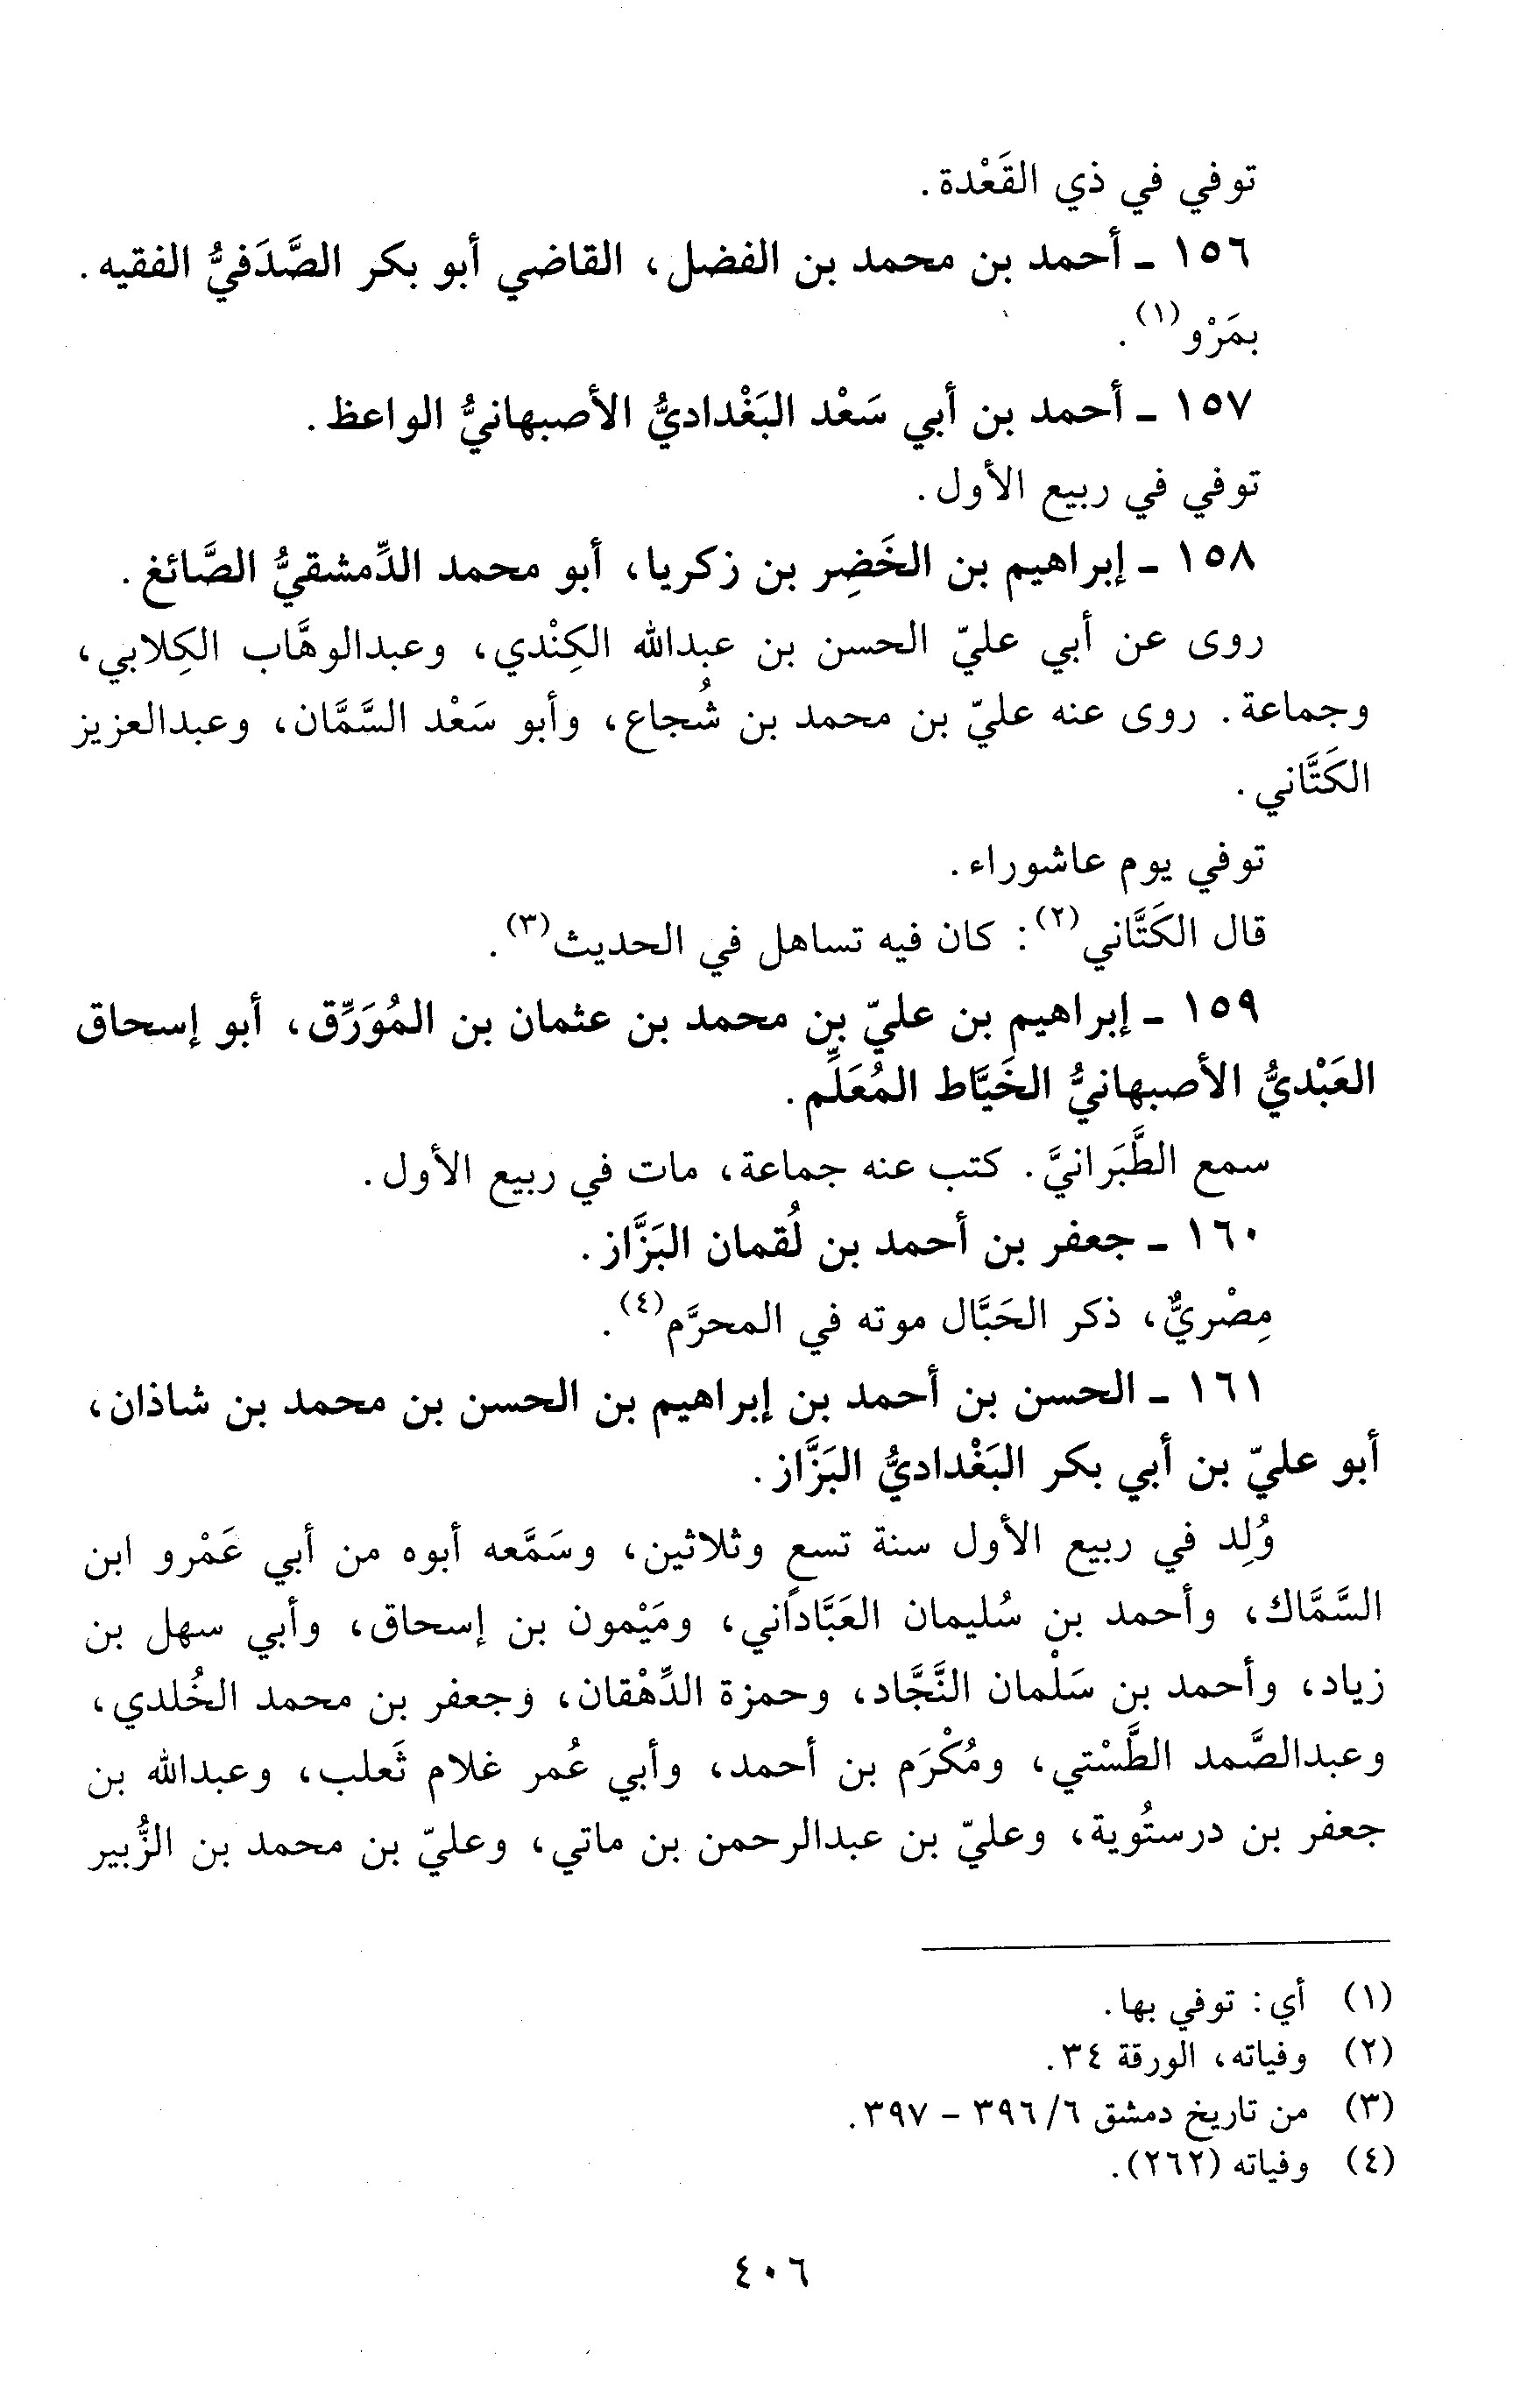 توفي في ذي القَعْدة.
١٥٦ - أحمد بن محمد بن الفضل، القاضي أبو بكر الصَّدَفيُّ الفقيه.
بمَرْو(١).
١٥٧ - أحمد بن أبي سَعْد البَغْداديُّ الأصبهانيُّ الواعظ.
توفي في ربيع الأول.
١٥٨ - إبراهيم بن الخَضِر بن زكريا، أبو محمد الدِّمشقيُّ الصَّائغ.
روى عن أبي عليّ الحسن بن عبدالله الكِنْدي، وعبدالوهَّاب الكِلابي،
وجماعة. روى عنه عليّ بن محمد بن شُجاع، وأبو سَعْد السَّمَّان، وعبدالعزيز
الكَتَّاني.
توفي يوم عاشوراء.
قال الكَتَّاني(٢): كان فيه تساهل في الحديث(٣).
١٥٩ - إبراهيم بن عليّ بن محمد بن عثمان بن المُوَرِّق، أبو إسحاق
العَبْديُّ الأصبهانيُّ الخَيَّاط المُعَلِّم.
سمع الطَّبَرانيَّ. كتب عنه جماعة، مات في ربيع الأول.
١٦٠ - جعفر بن أحمد بن لُقمان البَزَّاز.
مِصْريٌّ، ذكر الحَبَّال موته في المحرَّم(٤).
١٦١ - الحسن بن أحمد بن إبراهيم بن الحسن بن محمد بن شاذان،
أبو عليّ بن أبي بكر البَغْداديُّ البَزَّاز.
وُلِد في ربيع الأول سنة تسعٍ وثلاثين، وسَمَّعه أبوه من أبي عَمْرو ابن
السَّمَّاك، وأحمد بن سُليمان العَبَّاداني، ومَيْمون بن إسحاق، وأبي سهل بن
زياد، وأحمد بن سَلْمان النَّجَّاد، وحمزة الدِّهْقان، وجعفر بن محمد الخُلدي،
وعبدالصَّمد الطَّسْتي، ومُكْرَم بن أحمد، وأبي عُمر غلام ثَعلب، وعبدالله بن
جعفر بن درستُوية، وعليّ بن عبدالرحمن بن ماتي، وعليّ بن محمد بن الزُّبير
(١) أي: توفي بها.
(٢) وفياته، الورقة ٣٤.
(٣) من تاريخ دمشق ٦/ ٣٩٦ - ٣٩٧.
(٤) وفياته (٢٦٢).
٤٠٦